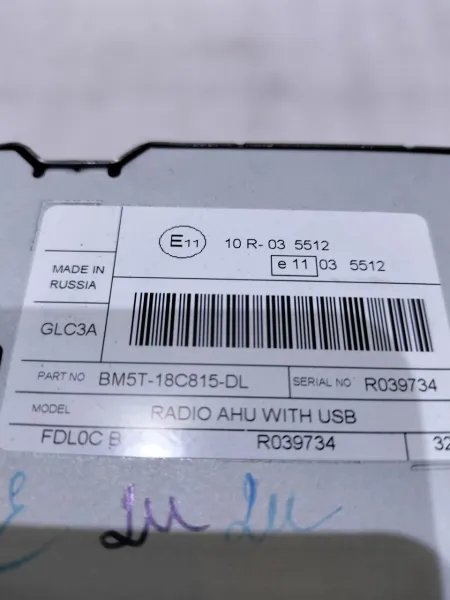 E11 10 R- 03 5512
e 11 03 5512
MADE IN
RUSSIA
GLC3A
PART NO BM5T-18C815-DL SERIAL NO R039734
MODEL RADIO AHU WITH USB
FDL0C B R039734 32